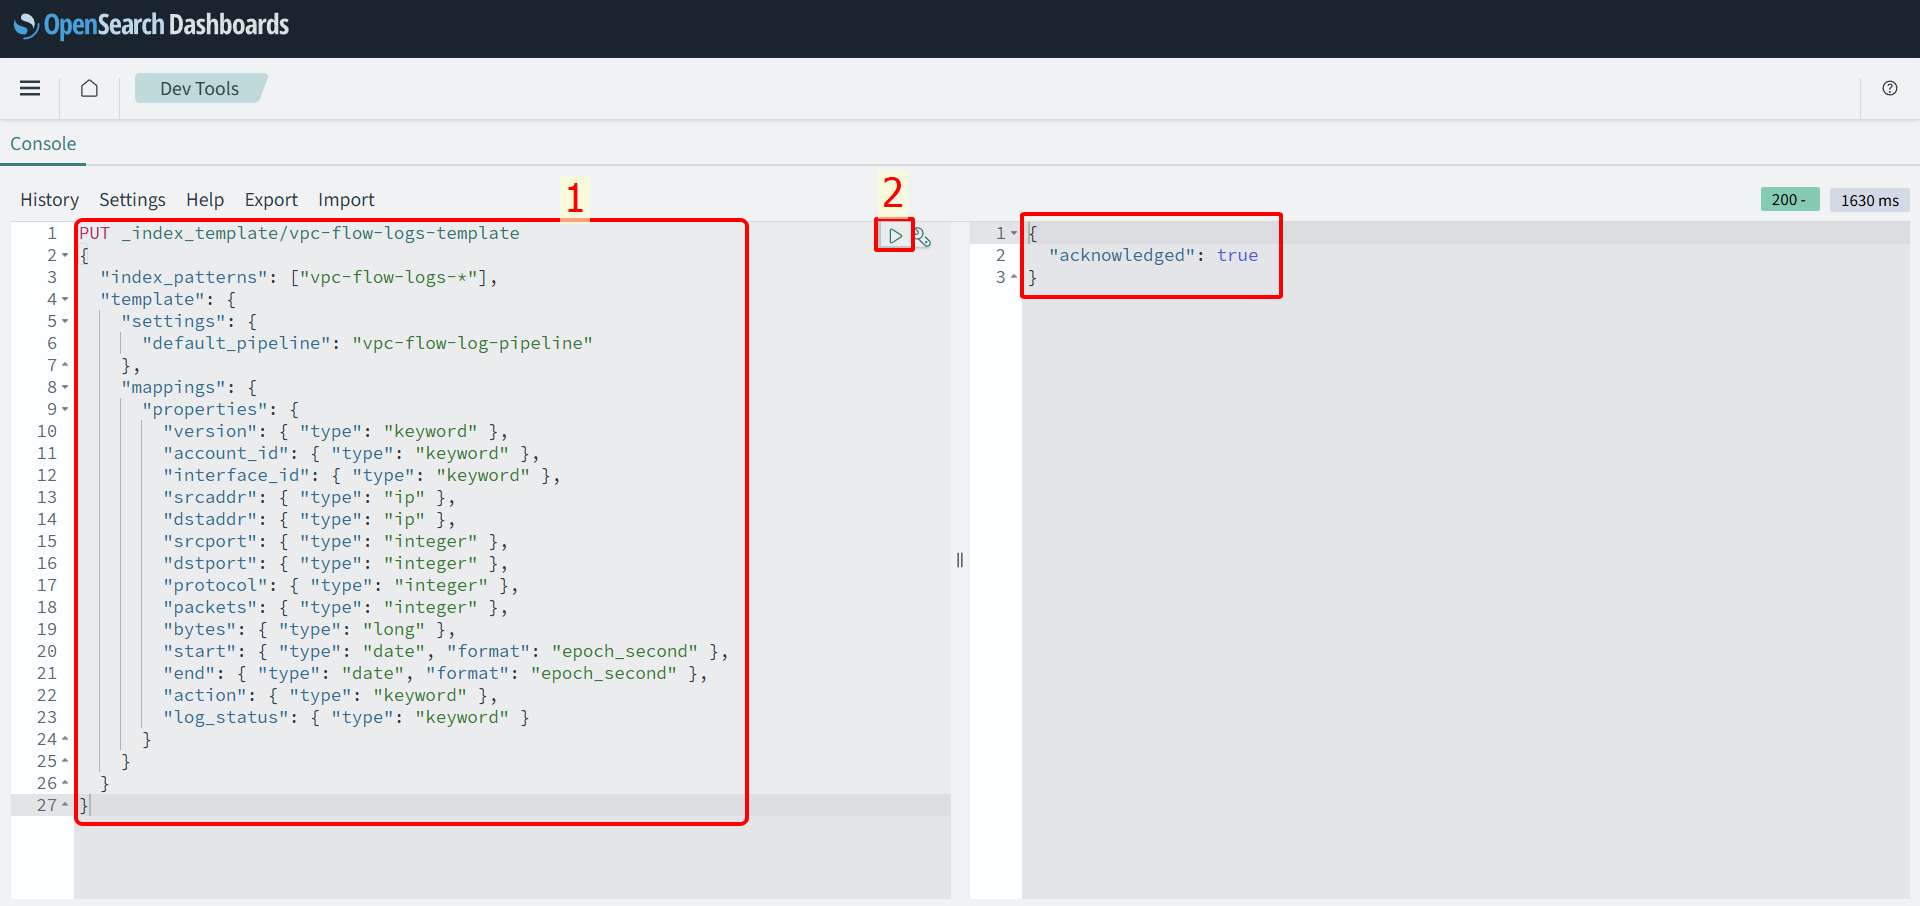 OpenSearch Dashboards
Dev Tools
Console
History Settings Help Export Import
1
2
200 - 1630 ms
1 PUT _index_template/vpc-flow-logs-template
2 {
3 "index_patterns": ["vpc-flow-logs-*"],
4 "template": {
5 "settings": {
6 "default_pipeline": "vpc-flow-log-pipeline"
7 },
8 "mappings": {
9 "properties": {
10 "version": { "type": "keyword" },
11 "account_id": { "type": "keyword" },
12 "interface_id": { "type": "keyword" },
13 "srcaddr": { "type": "ip" },
14 "dstaddr": { "type": "ip" },
15 "srcport": { "type": "integer" },
16 "dstport": { "type": "integer" },
17 "protocol": { "type": "integer" },
18 "packets": { "type": "integer" },
19 "bytes": { "type": "long" },
20 "start": { "type": "date", "format": "epoch_second" },
21 "end": { "type": "date", "format": "epoch_second" },
22 "action": { "type": "keyword" },
23 "log_status": { "type": "keyword" }
24 }
25 }
26 }
27 }
1 {
2 "acknowledged": true
3 }